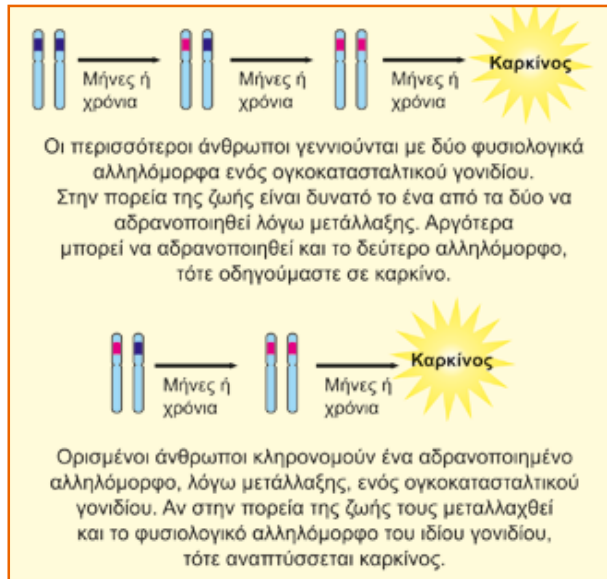 Καρκίνος
Μήνες ή
χρόνια
Μήνες ή
χρόνια
Μήνες ή
χρόνια
Οι περισσότεροι άνθρωποι γεννιούνται με δύο φυσιολογικά
αλληλόμορφα ενός ογκοκατασταλτικού γονιδίου.
Στην πορεία της ζωής είναι δυνατό το ένα από τα δύο να
αδρανοποιηθεί λόγω μετάλλαξης. Αργότερα
μπορεί να αδρανοποιηθεί και το δεύτερο αλληλόμορφο,
τότε οδηγούμαστε σε καρκίνο.
Καρκίνος
Μήνες ή
χρόνια
Μήνες ή
χρόνια
Ορισμένοι άνθρωποι κληρονομούν ένα αδρανοποιημένο
αλληλόμορφο, λόγω μετάλλαξης, ενός ογκοκατασταλτικού
γονιδίου. Αν στην πορεία της ζωής τους μεταλλαχθεί
και το φυσιολογικό αλληλόμορφο του ιδίου γονιδίου,
τότε αναπτύσσεται καρκίνος.